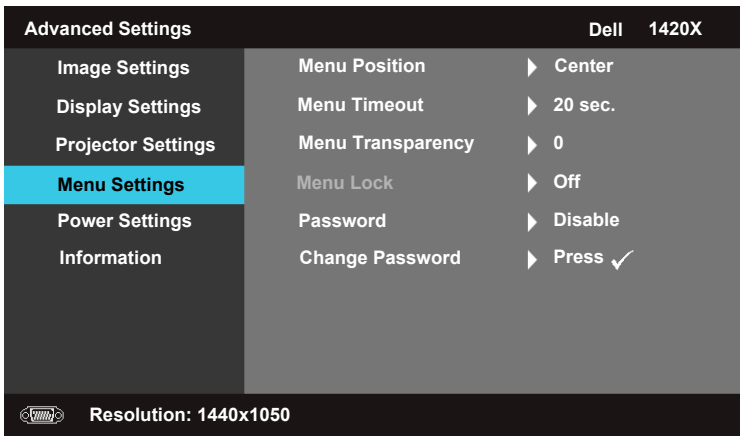 Advanced Settings Dell 1420X
Image Settings Menu Position Center
Display Settings Menu Timeout 20 sec.
Projector Settings Menu Transparency 0
Menu Settings Menu Lock Off
Power Settings Password Disable
Information Change Password Press ✓
Resolution: 1440x1050